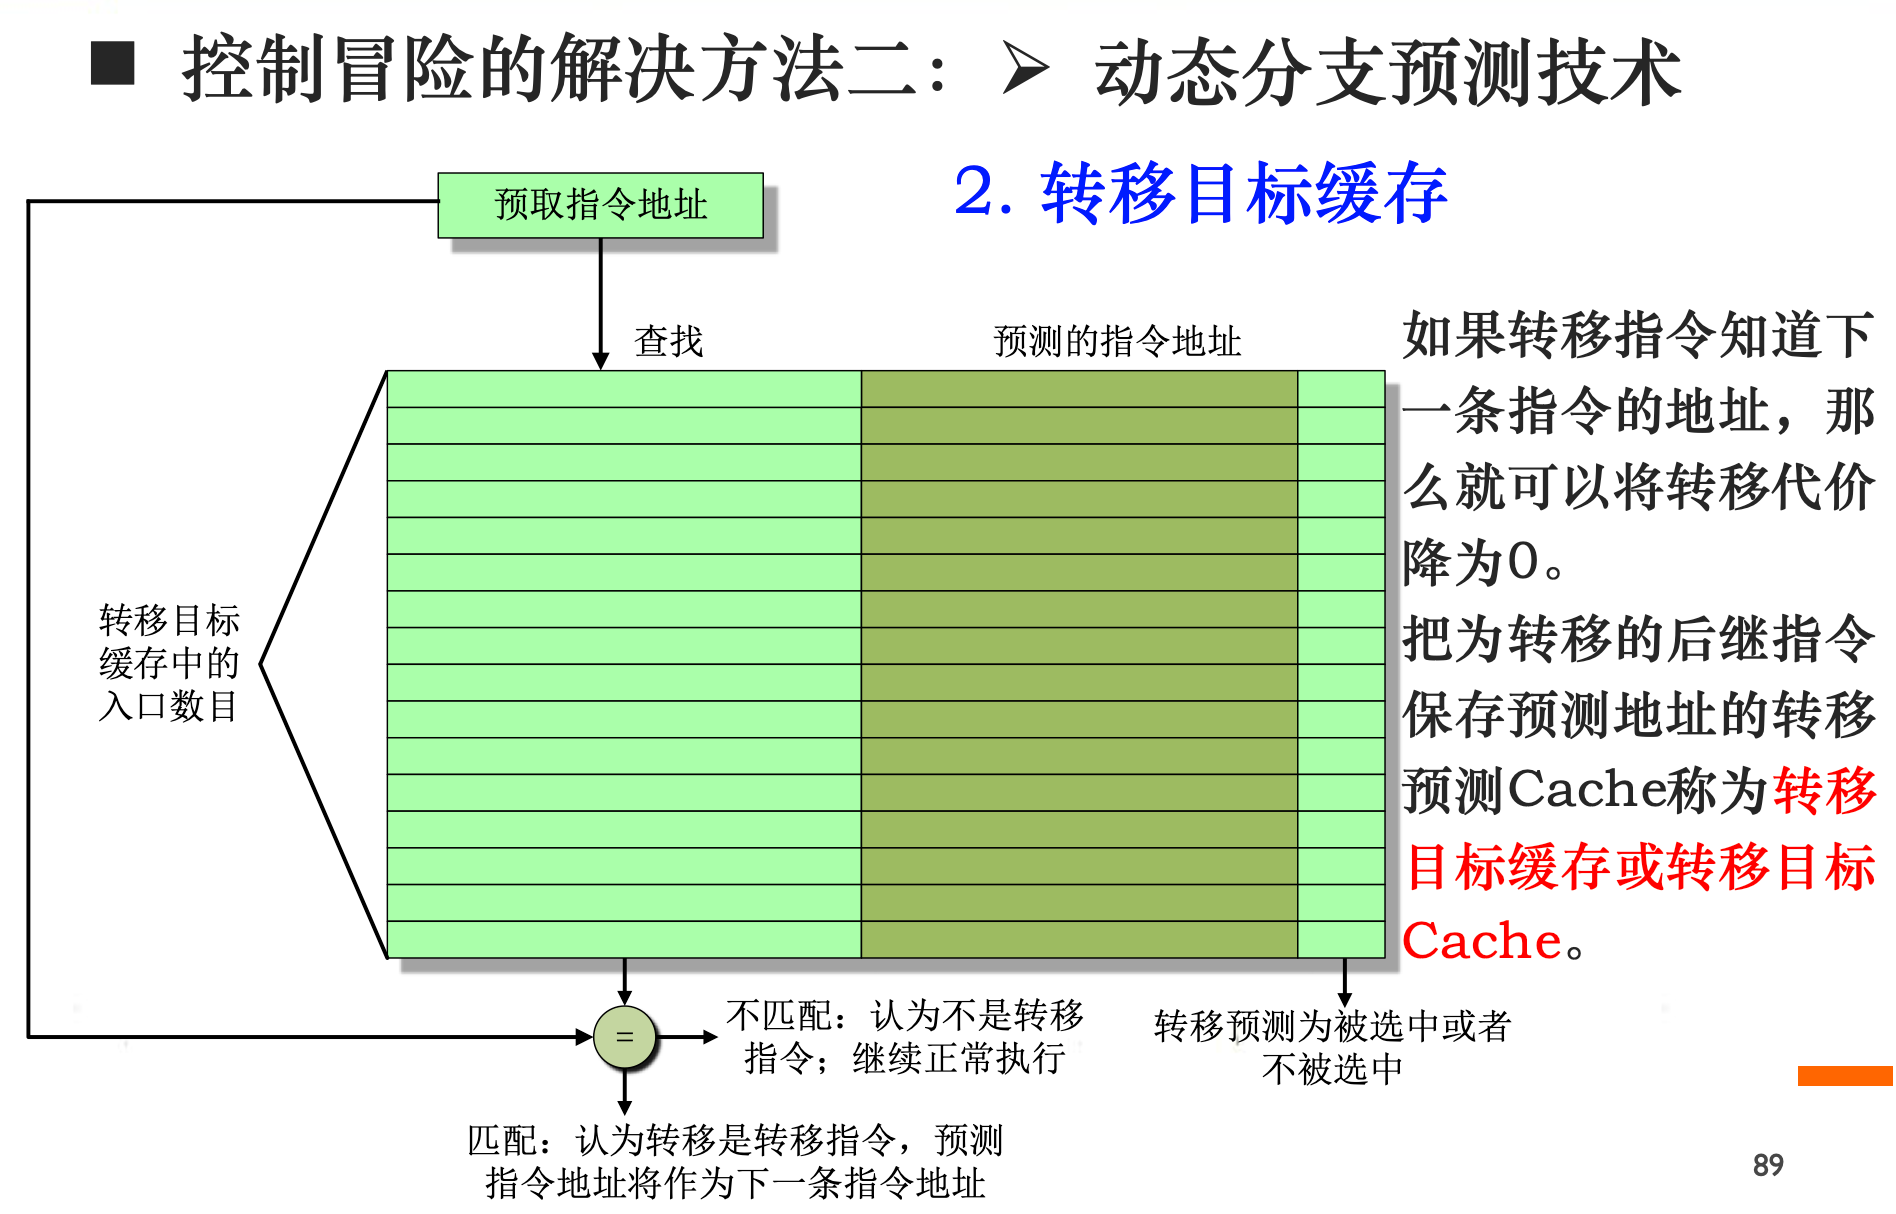 ■ 控制冒险的解决方法二：➢ 动态分支预测技术
2. 转移目标缓存
预取指令地址
查找
预测的指令地址
转移目标
缓存中的
入口数目
如果转移指令知道下
一条指令的地址，那
么就可以将转移代价
降为0。
把为转移的后继指令
保存预测地址的转移
预测Cache称为转移
目标缓存或转移目标
Cache。
=
不匹配：认为不是转移
指令；继续正常执行
转移预测为被选中或者
不被选中
匹配：认为转移是转移指令，预测
指令地址将作为下一条指令地址
89